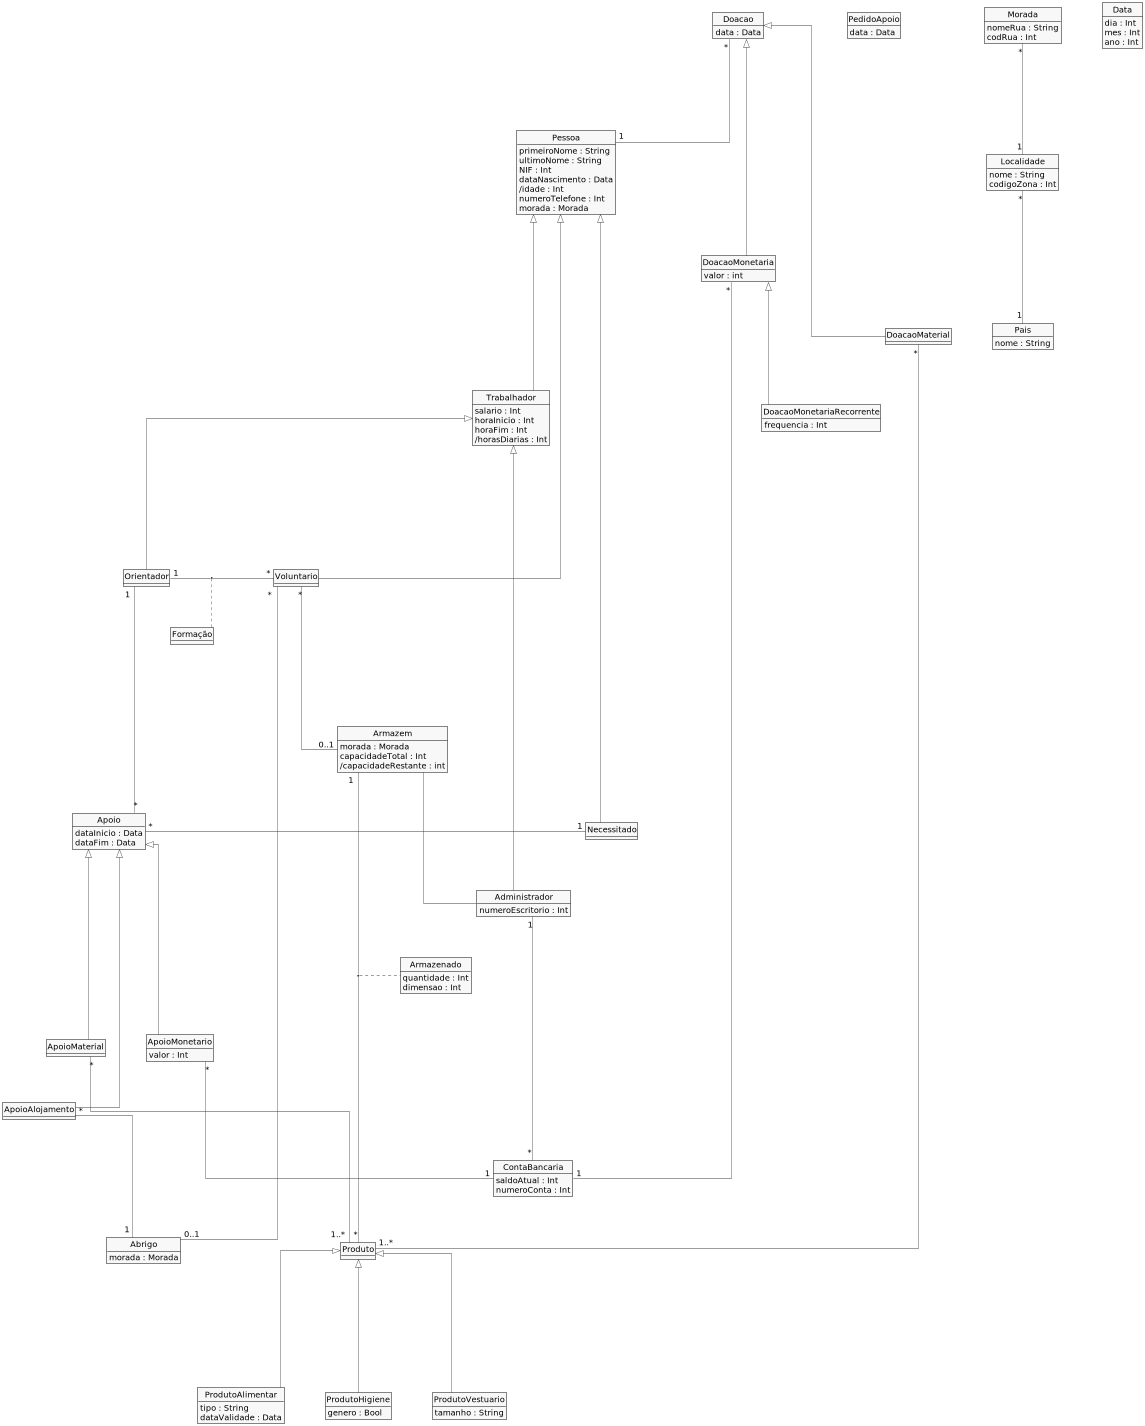 Doacao
data : Data
PedidoApoio
data : Data
Morada
nomeRua : String
codRua : Int
Data
dia : Int
mes : Int
ano : Int
*
*
Pessoa
primeiroNome : String
ultimoNome : String
NIF : Int
dataNascimento : Data
/idade : Int
numeroTelefone : Int
morada : Morada
1
1
Localidade
nome : String
codigoZona : Int
*
DoacaoMonetaria
valor : int
*
1
Pais
nome : String
DoacaoMaterial
*
Trabalhador
salario : Int
horaInicio : Int
horaFim : Int
/horasDiarias : Int
DoacaoMonetariaRecorrente
frequencia : Int
Orientador
1
*
Voluntario
1
*
*
Formação
Armazem
morada : Morada
capacidadeTotal : Int
/capacidadeRestante : int
0..1
1
*
Apoio
dataInicio : Data
dataFim : Data
*
1
Necessitado
Administrador
numeroEscritorio : Int
1
Armazenado
quantidade : Int
dimensao : Int
ApoioMaterial
*
ApoioMonetario
valor : Int
*
ApoioAlojamento
*
*
ContaBancaria
saldoAtual : Int
numeroConta : Int
1
1
1
0..1
Abrigo
morada : Morada
1..*
*
Produto
1..*
ProdutoAlimentar
tipo : String
dataValidade : Data
ProdutoHigiene
genero : Bool
ProdutoVestuario
tamanho : String